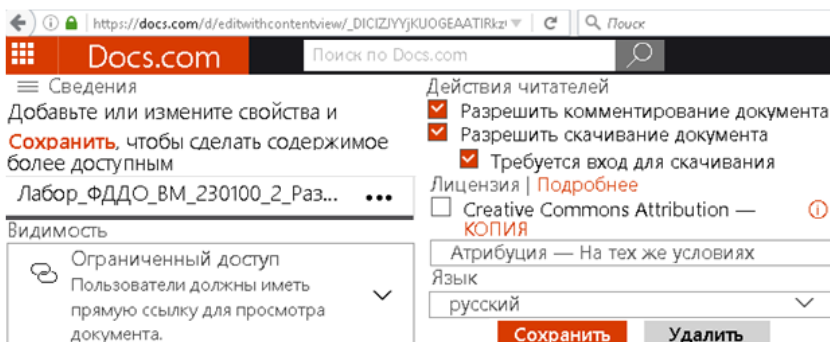 https://docs.com/d/editwithcontentview/_DICIZJYYjKUOGEAATIRkz
Поиск
Docs.com
Поиск по Docs.com
Сведения
Добавьте или измените свойства и
Сохранить, чтобы сделать содержимое
более доступным
Лабор_ФДДО_ВМ_230100_2_Раз...
Видимость
Ограниченный доступ
Пользователи должны иметь
прямую ссылку для просмотра
документа.
Действия читателей
Разрешить комментирование документа
Разрешить скачивание документа
Требуется вход для скачивания
Лицензия | Подробнее
Creative Commons Attribution —
КОПИЯ
Атрибуция — На тех же условиях
Язык
русский
Сохранить
Удалить